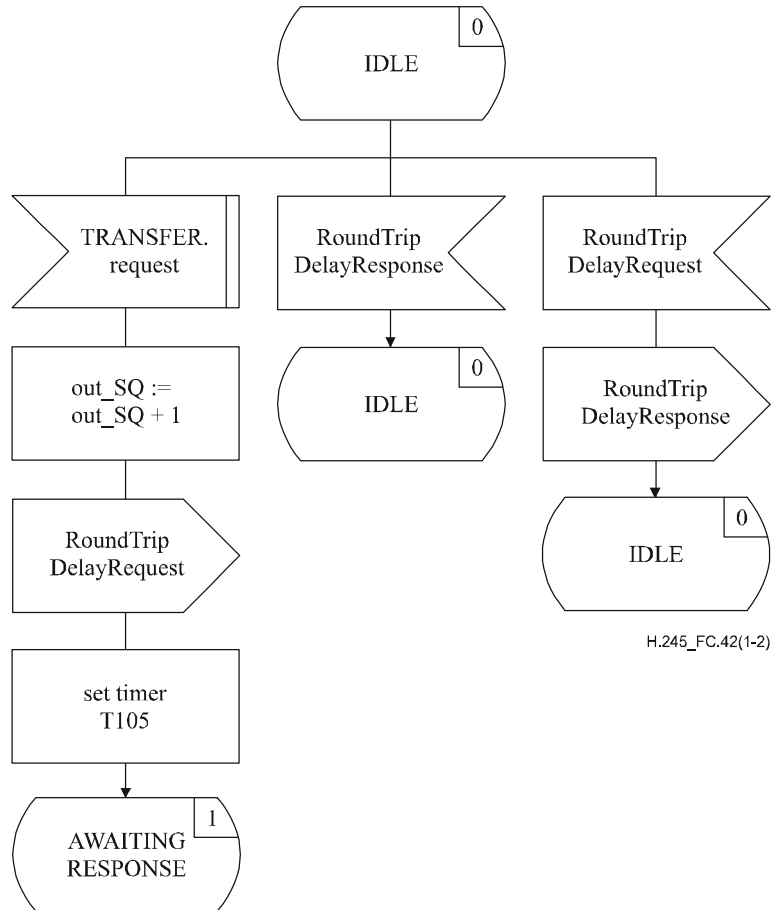 0
IDLE
TRANSFER.
request
RoundTrip
DelayResponse
RoundTrip
DelayRequest
out_SQ :=
out_SQ + 1
0
IDLE
RoundTrip
DelayResponse
RoundTrip
DelayRequest
0
IDLE
H.245_FC.42(1-2)
set timer
T105
1
AWAITING
RESPONSE